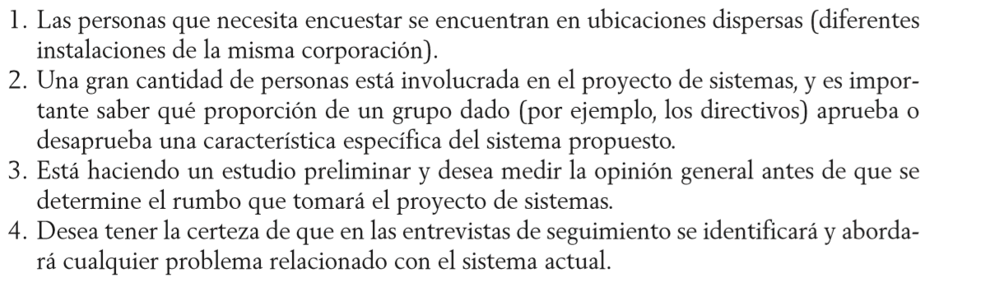 1. Las personas que necesita encuestar se encuentran en ubicaciones dispersas (diferentes
instalaciones de la misma corporación).
2. Una gran cantidad de personas está involucrada en el proyecto de sistemas, y es impor-
tante saber qué proporción de un grupo dado (por ejemplo, los directivos) aprueba o
desaprueba una característica específica del sistema propuesto.
3. Está haciendo un estudio preliminar y desea medir la opinión general antes de que se
determine el rumbo que tomará el proyecto de sistemas.
4. Desea tener la certeza de que en las entrevistas de seguimiento se identificará y aborda-
rá cualquier problema relacionado con el sistema actual.